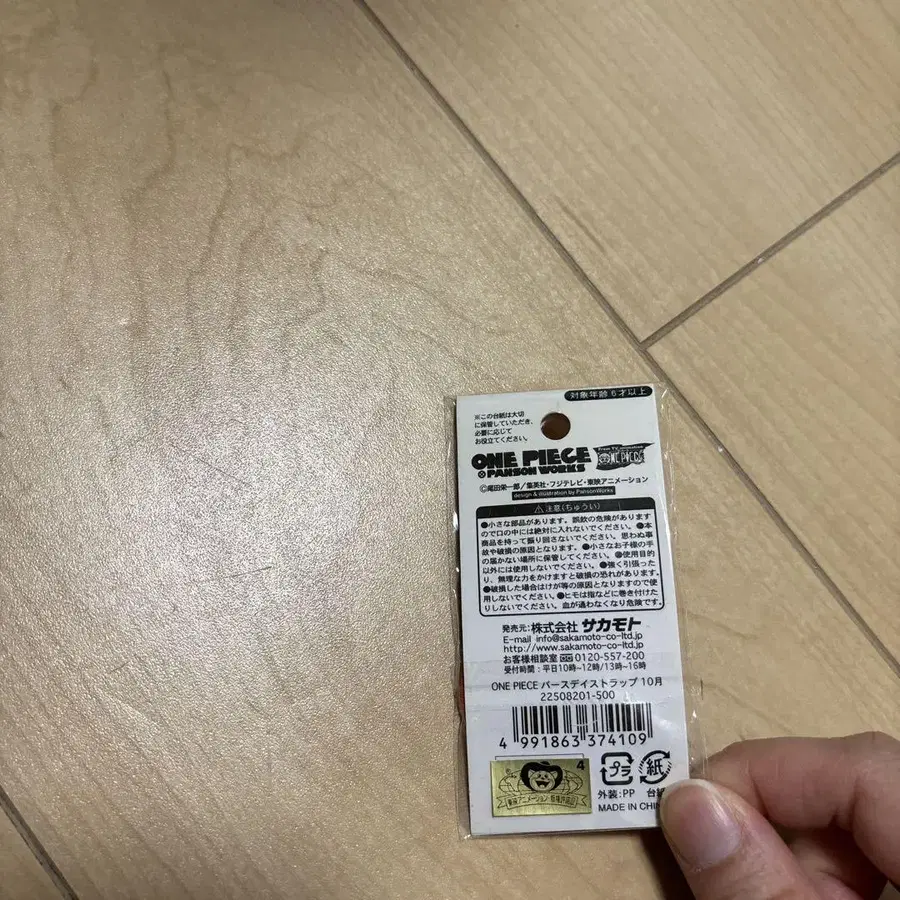 対象年齢6才以上
※この台紙は大切
に保管していただき、
必要に応じて
お役立てください。
ONE PIECE
×PANSON WORKS
ONE PIECE
©尾田栄一郎/集英社・フジテレビ・東映アニメーション
design & illustration by PansonWorks
⚠注意(ちゅうい)
●小さな部品があります。誤飲の危険があります
ので口の中には絶対に入れないでください。●本
商品を持って振り回さないでください。思わぬ事
故や破損の原因となります。●小さなお子様の手
の届かない場所に保管してください。●使用目的
以外には使用しないでください。●強く引張った
り、無理な力をかけますと破損の恐れがあります。
●破損した場合はけが等の原因となりますので使
用しないでください。●ヒモは指などに巻き付けた
りしないでください。血が通わなくなり危険です。
発売元:株式会社 サカモト
E-mail info@sakamoto-co-ltd.jp
http://www.sakamoto-co-ltd.jp
お客様相談室 0120-557-200
受付時間:平日10時~12時/13時~16時
ONE PIECE バースデイストラップ 10月
22508201-500
4 991863 374109
4
東映アニメーション
プラ 紙
外装:PP 台紙
MADE IN CHIN